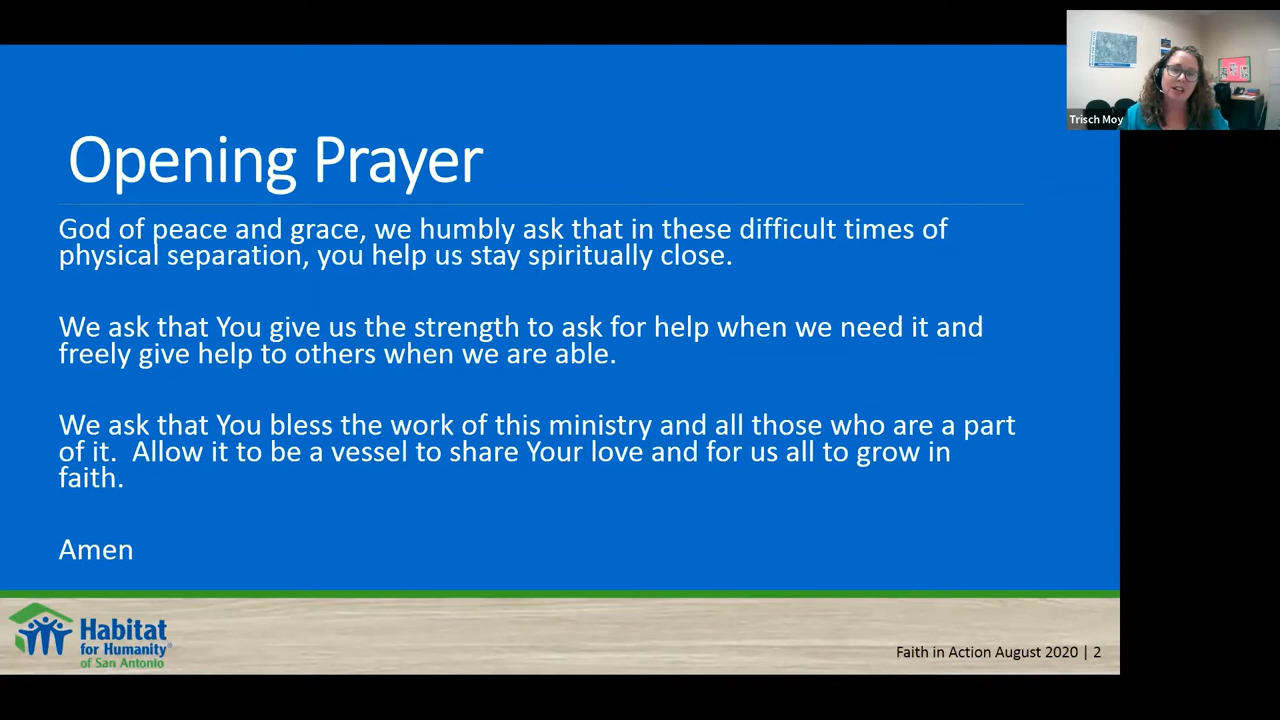 Opening Prayer
God of peace and grace, we humbly ask that in these difficult times of
physical separation, you help us stay spiritually close.
We ask that You give us the strength to ask for help when we need it and
freely give help to others when we are able.
We ask that You bless the work of this ministry and all those who are a part
of it.  Allow it to be a vessel to share Your love and for us all to grow in
faith.
Amen
Habitat
for Humanity®
of San Antonio
Faith in Action August 2020 | 2
Trisch Moy